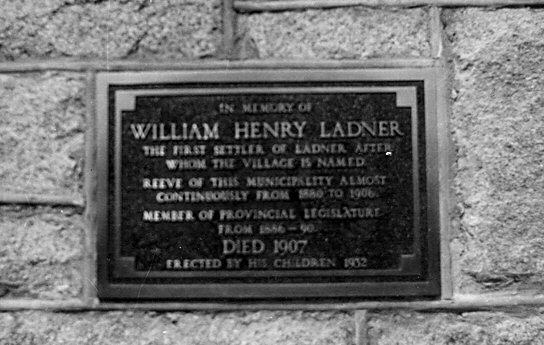 IN MEMORY OF
WILLIAM HENRY LADNER
THE FIRST SETTLER OF LADNER AFTER
WHOM THE VILLAGE IS NAMED.
REEVE OF THIS MUNICIPALITY ALMOST
CONTINUOUSLY FROM 1880 TO 1906.
MEMBER OF PROVINCIAL LEGISLATURE
FROM 1886-90.
DIED 1907
ERECTED BY HIS CHILDREN 1932